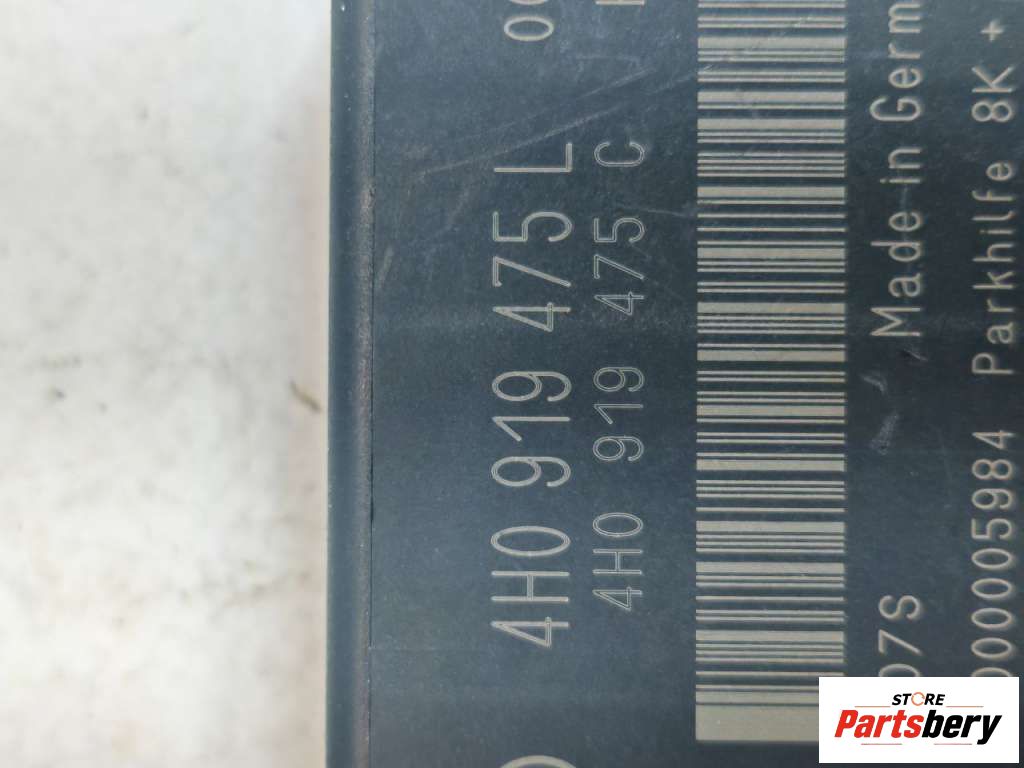 4H0 919 475 L
4H0 919 475 C
Made in Germ
07S
00005984 Parkhilfe 8K +
STORE
Partsbery